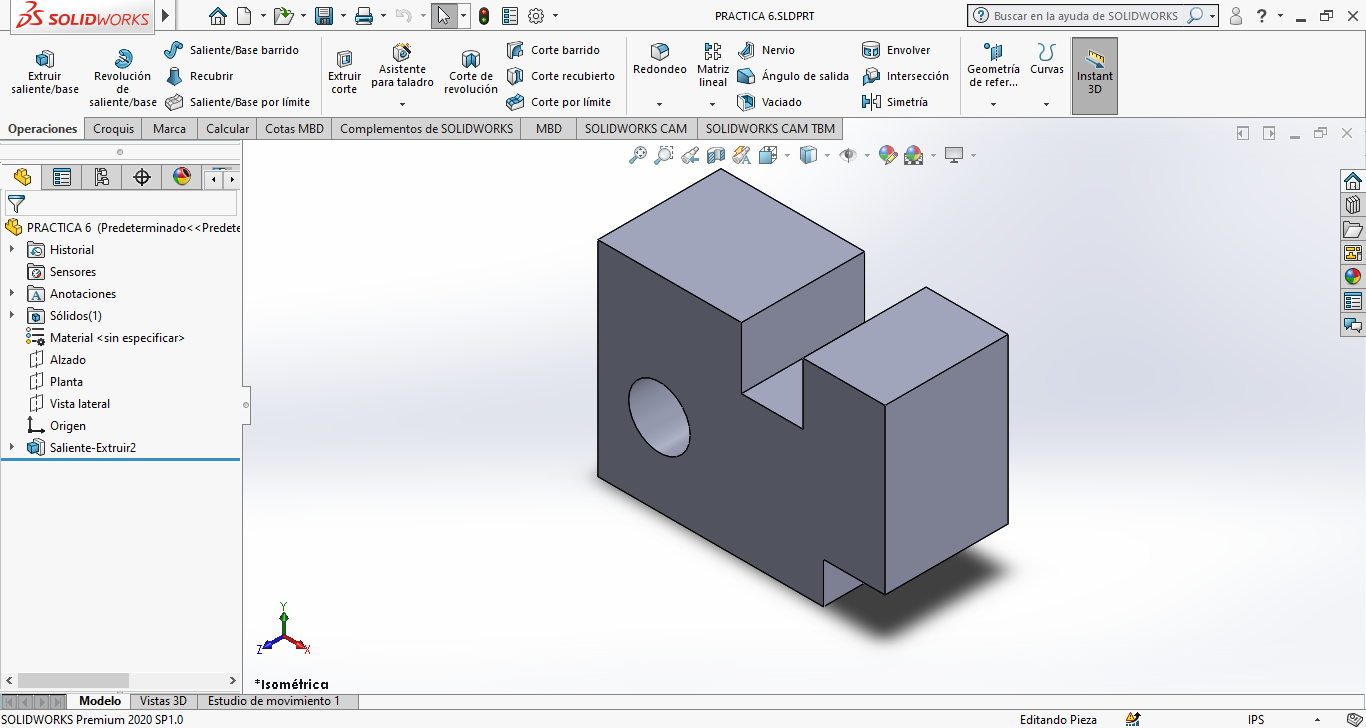 SOLIDWORKS
PRACTICA 6.SLDPRT
Buscar en la ayuda de SOLIDWORKS
Extruir
saliente/base
Revolución
de
saliente/base
Saliente/Base barrido
Recubrir
Saliente/Base por límite
Extruir
corte
Asistente
para taladro
Corte de
revolución
Corte barrido
Corte recubierto
Corte por límite
Redondeo
Matriz
lineal
Nervio
Ángulo de salida
Vaciado
Envolver
Intersección
Simetría
Geometría
de refer...
Curvas
Instant
3D
Operaciones
Croquis
Marca
Calcular
Cotas MBD
Complementos de SOLIDWORKS
MBD
SOLIDWORKS CAM
SOLIDWORKS CAM TBM
PRACTICA 6 (Predeterminado<<Predete
Historial
Sensores
Anotaciones
Sólidos(1)
Material <sin especificar>
Alzado
Planta
Vista lateral
Origen
Saliente-Extruir2
Y
Z
X
*Isométrica
Modelo
Vistas 3D
Estudio de movimiento 1
SOLIDWORKS Premium 2020 SP1.0
Editando Pieza
IPS